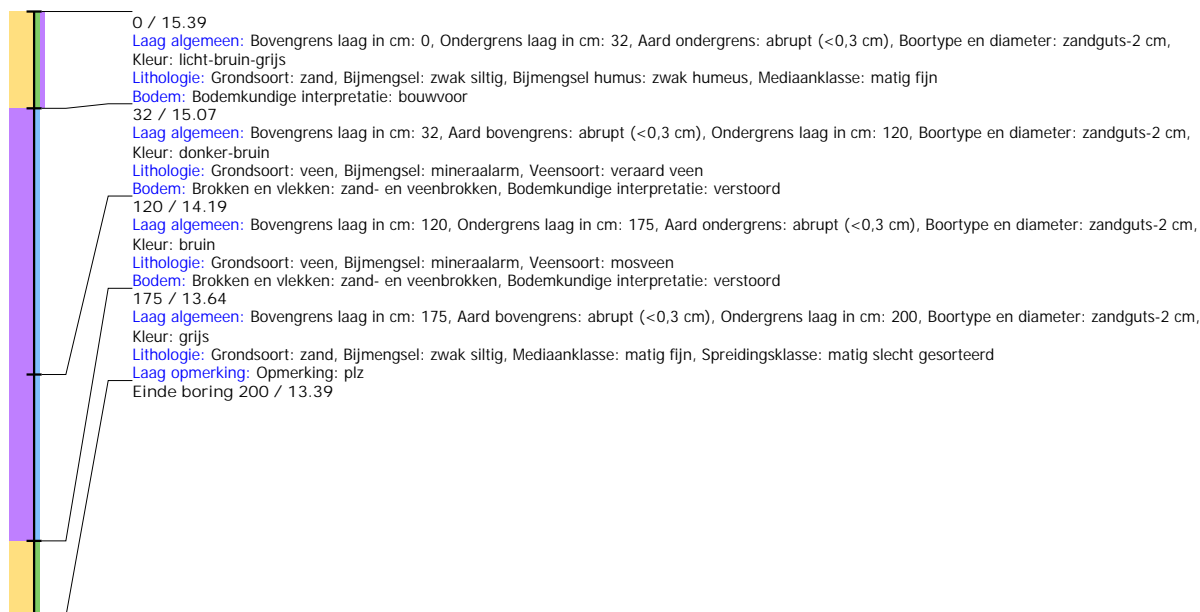 0 / 15.39
Laag algemeen: Bovengrens laag in cm: 0, Ondergrens laag in cm: 32, Aard ondergrens: abrupt (<0,3 cm), Boortype en diameter: zandguts-2 cm,
Kleur: licht-bruin-grijs
Lithologie: Grondsoort: zand, Bijmengsel: zwak siltig, Bijmengsel humus: zwak humeus, Mediaanklasse: matig fijn
Bodem: Bodemkundige interpretatie: bouwvoor
32 / 15.07
Laag algemeen: Bovengrens laag in cm: 32, Aard bovengrens: abrupt (<0,3 cm), Ondergrens laag in cm: 120, Boortype en diameter: zandguts-2 cm,
Kleur: donker-bruin
Lithologie: Grondsoort: veen, Bijmengsel: mineraalarm, Veensoort: veraard veen
Bodem: Brokken en vlekken: zand- en veenbrokken, Bodemkundige interpretatie: verstoord
120 / 14.19
Laag algemeen: Bovengrens laag in cm: 120, Ondergrens laag in cm: 175, Aard ondergrens: abrupt (<0,3 cm), Boortype en diameter: zandguts-2 cm,
Kleur: bruin
Lithologie: Grondsoort: veen, Bijmengsel: mineraalarm, Veensoort: mosveen
Bodem: Brokken en vlekken: zand- en veenbrokken, Bodemkundige interpretatie: verstoord
175 / 13.64
Laag algemeen: Bovengrens laag in cm: 175, Aard bovengrens: abrupt (<0,3 cm), Ondergrens laag in cm: 200, Boortype en diameter: zandguts-2 cm,
Kleur: grijs
Lithologie: Grondsoort: zand, Bijmengsel: zwak siltig, Mediaanklasse: matig fijn, Spreidingsklasse: matig slecht gesorteerd
Laag opmerking: Opmerking: plz
Einde boring 200 / 13.39